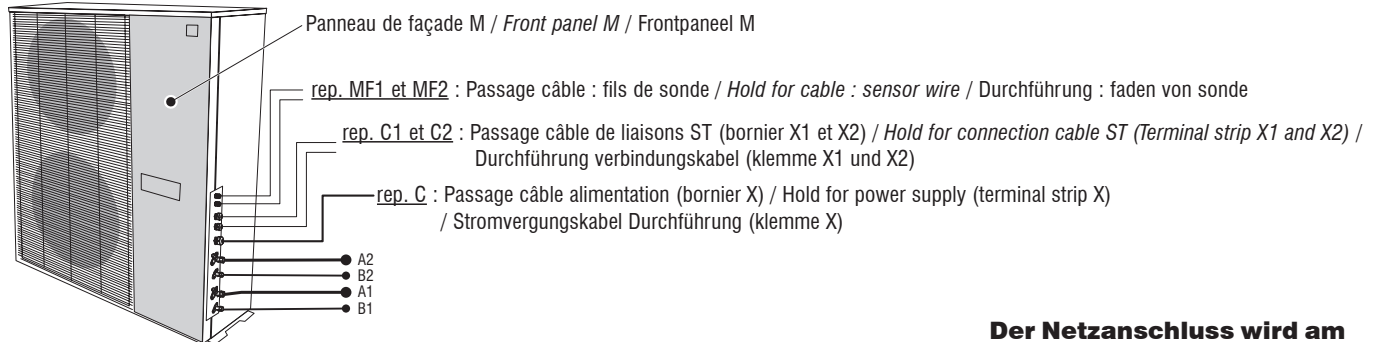 Panneau de façade M / Front panel M / Frontpaneel M
rep. MF1 et MF2 : Passage câble : fils de sonde / Hold for cable : sensor wire / Durchführung : faden von sonde
rep. C1 et C2 : Passage câble de liaisons ST (bornier X1 et X2) / Hold for connection cable ST (Terminal strip X1 and X2) /
Durchführung verbindungskabel (klemme X1 und X2)
rep. C : Passage câble alimentation (bornier X) / Hold for power supply (terminal strip X)
/ Stromvergungskabel Durchführung (klemme X)
A2
B2
A1
B1
Der Netzanschluss wird am